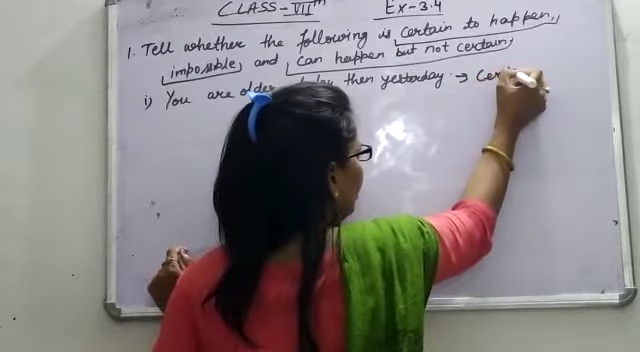 CLASS-VIIth Ex-3.4
1. Tell whether the following is certain to happen,
impossible, and can happen but not certain,
i) You are older then yesterday. → Cer